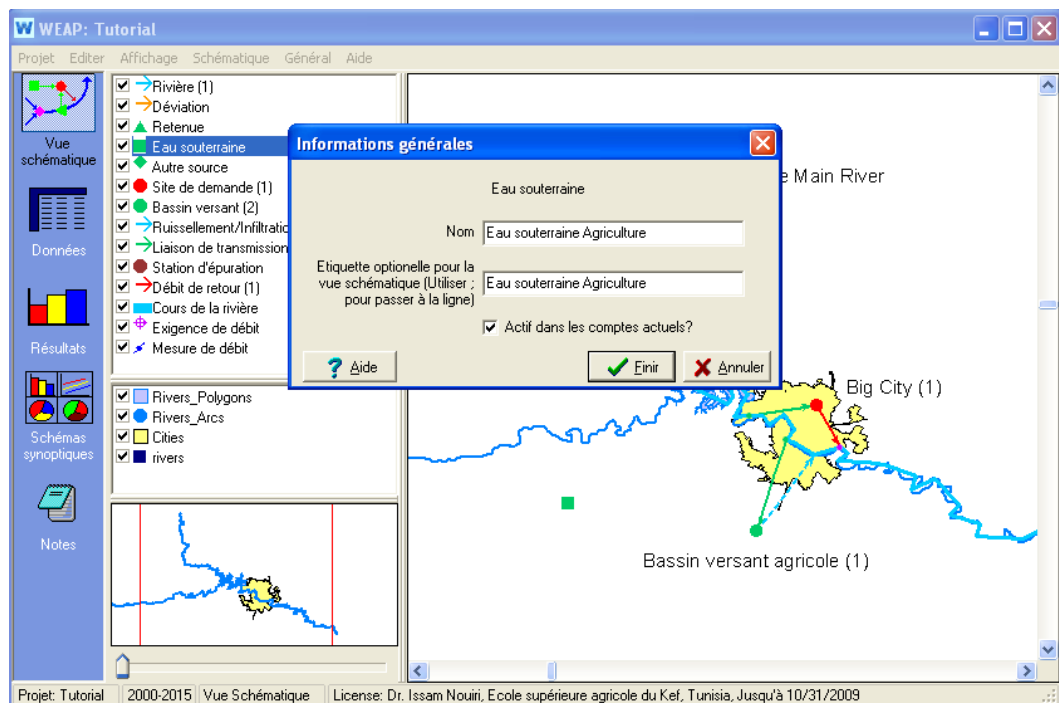 WEAP: Tutorial
Projet Editer Affichage Schématique Général Aide
Vue schématique
Données
Résultats
Schémas synoptiques
Notes
Rivière (1)
Déviation
Retenue
Eau souterraine
Autre source
Site de demande (1)
Bassin versant (2)
Ruissellement/Infiltratio
Liaison de transmission
Station d'épuration
Débit de retour (1)
Cours de la rivière
Exigence de débit
Mesure de débit
Rivers_Polygons
Rivers_Arcs
Cities
rivers
Informations générales
Eau souterraine
Nom Eau souterraine Agriculture
Etiquette optionelle pour la
vue schématique (Utiliser ;
pour passer à la ligne)
Eau souterraine Agriculture
Actif dans les comptes actuels?
? Aide Finir Annuler
e Main River
Big City (1)
Bassin versant agricole (1)
Projet: Tutorial 2000-2015 Vue Schématique License: Dr. Issam Nouiri, Ecole supérieure agricole du Kef, Tunisia, Jusqu'à 10/31/2009